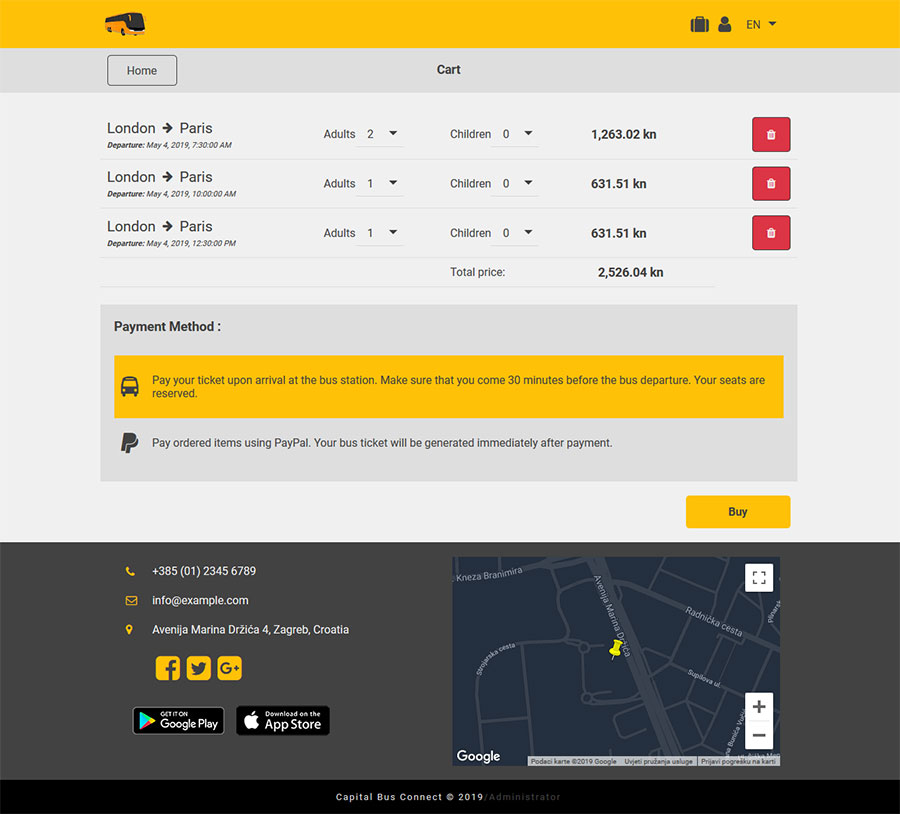 EN
Home
Cart
London → Paris
Departure: May 4, 2019, 7:30:00 AM
Adults 2
Children 0
1,263.02 kn
London → Paris
Departure: May 4, 2019, 10:00:00 AM
Adults 1
Children 0
631.51 kn
London → Paris
Departure: May 4, 2019, 12:30:00 PM
Adults 1
Children 0
631.51 kn
Total price:
2,526.04 kn
Payment Method :
Pay your ticket upon arrival at the bus station. Make sure that you come 30 minutes before the bus departure. Your seats are
reserved.
Pay ordered items using PayPal. Your bus ticket will be generated immediately after payment.
Buy
+385 (01) 2345 6789
info@example.com
Avenija Marina Držića 4, Zagreb, Croatia
GET IT ON
Google Play
Download on the
App Store
Kneza Branimira
Avenija Marina Držića
Radnička cesta
Strojarska cesta
Supilova ul.
Google
Podaci karte ©2019 Google
Uvjeti pružanja usluge
Prijavi pogrešku na karti
Capital Bus Connect © 2019/Administrator